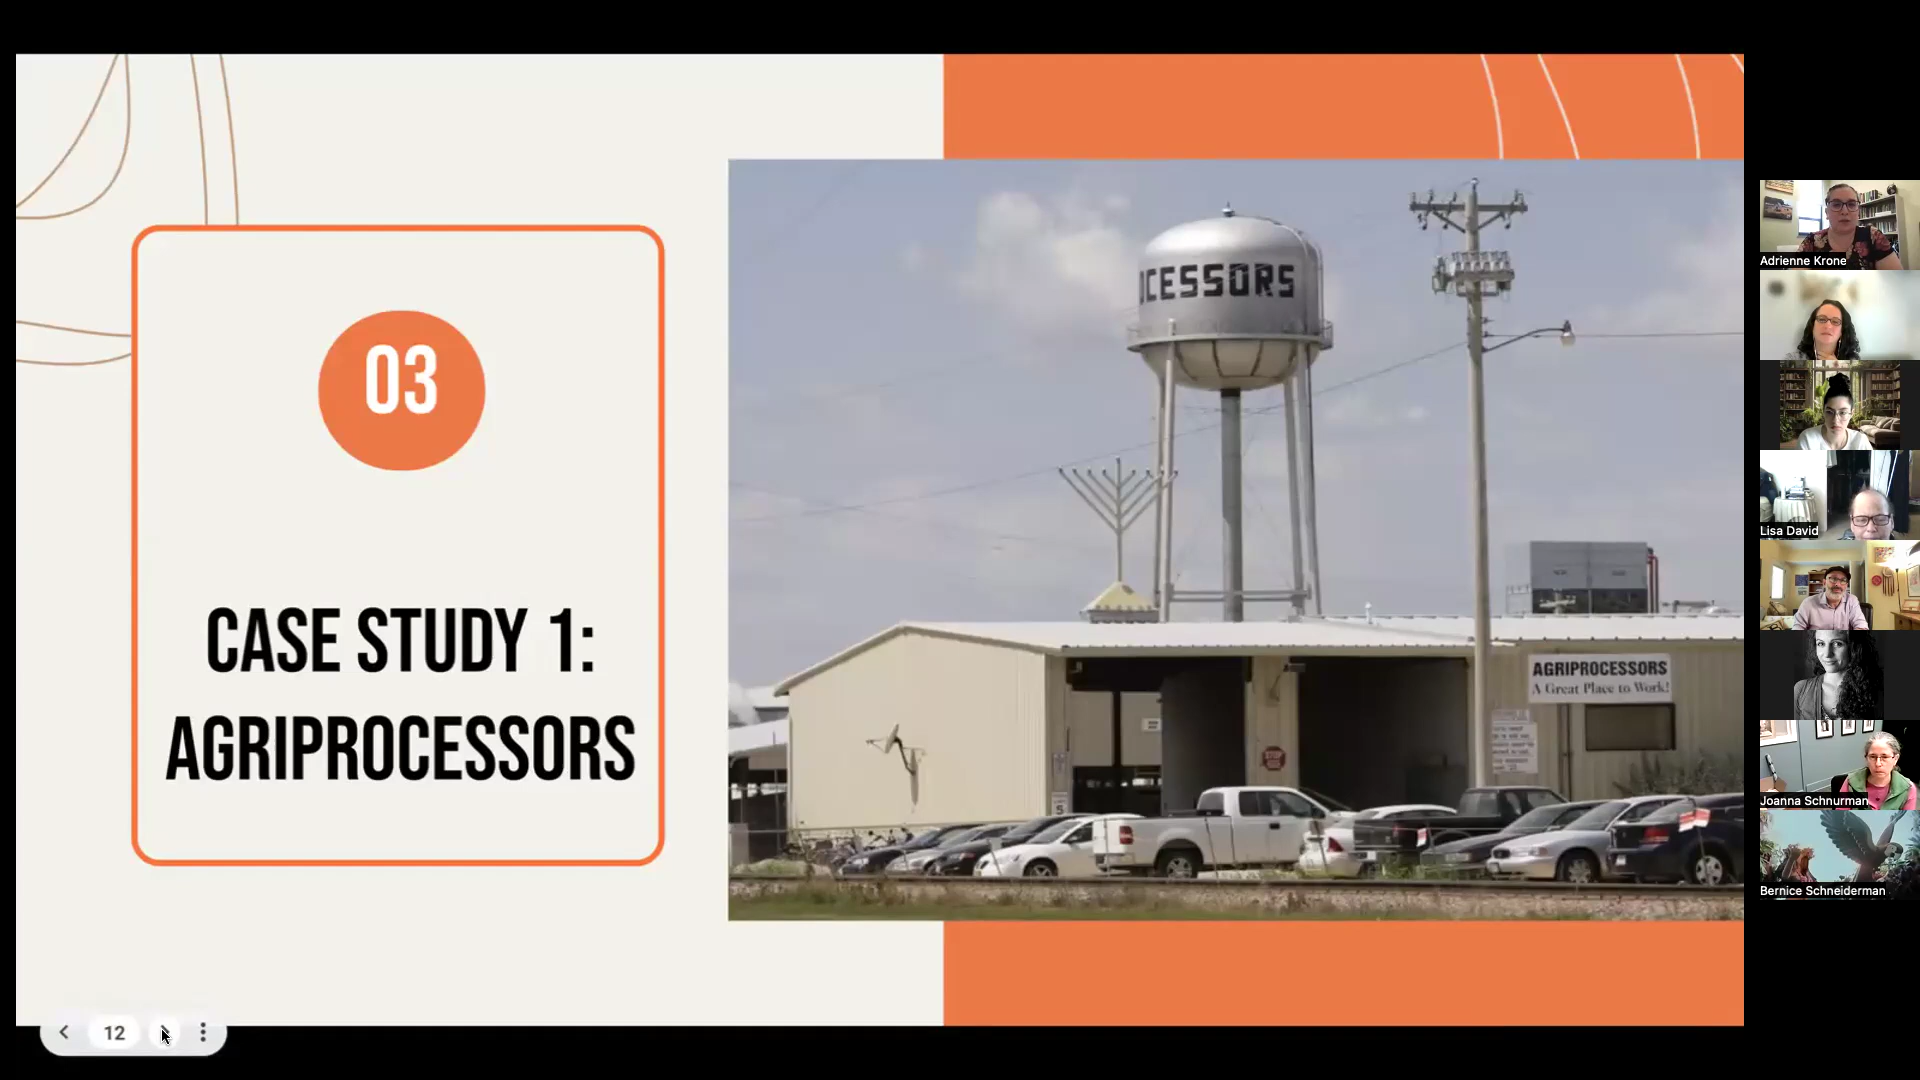 03
CASE STUDY 1:
AGRIPROCESSORS
OCESSORS
AGRIPROCESSORS
A Great Place to Work!
12
Adrienne Krone
Lisa David
Joanna Schnurman
Bernice Schneiderman